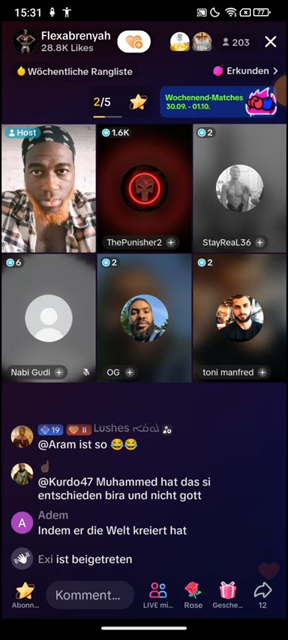 15:31
77
Flexabrenyah
28.8K Likes
203
Wöchentliche Rangliste
Erkunden >
2/5
Wochenend-Matches
30.09. - 01.10.
Host
1.6K
2
ThePunisher2 +
StayReaL36 +
6
2
2
Nabi Gudi +
OG +
toni manfred +
19
II
Lushes
@Aram ist so 😂😂
@Kurdo47 Muhammed hat das si
entschieden bira und nicht gott
A
Adem
Indem er die Welt kreiert hat
Exi ist beigetreten
Komment...
Abonn...
LIVE mi...
Rose
Gesche...
12